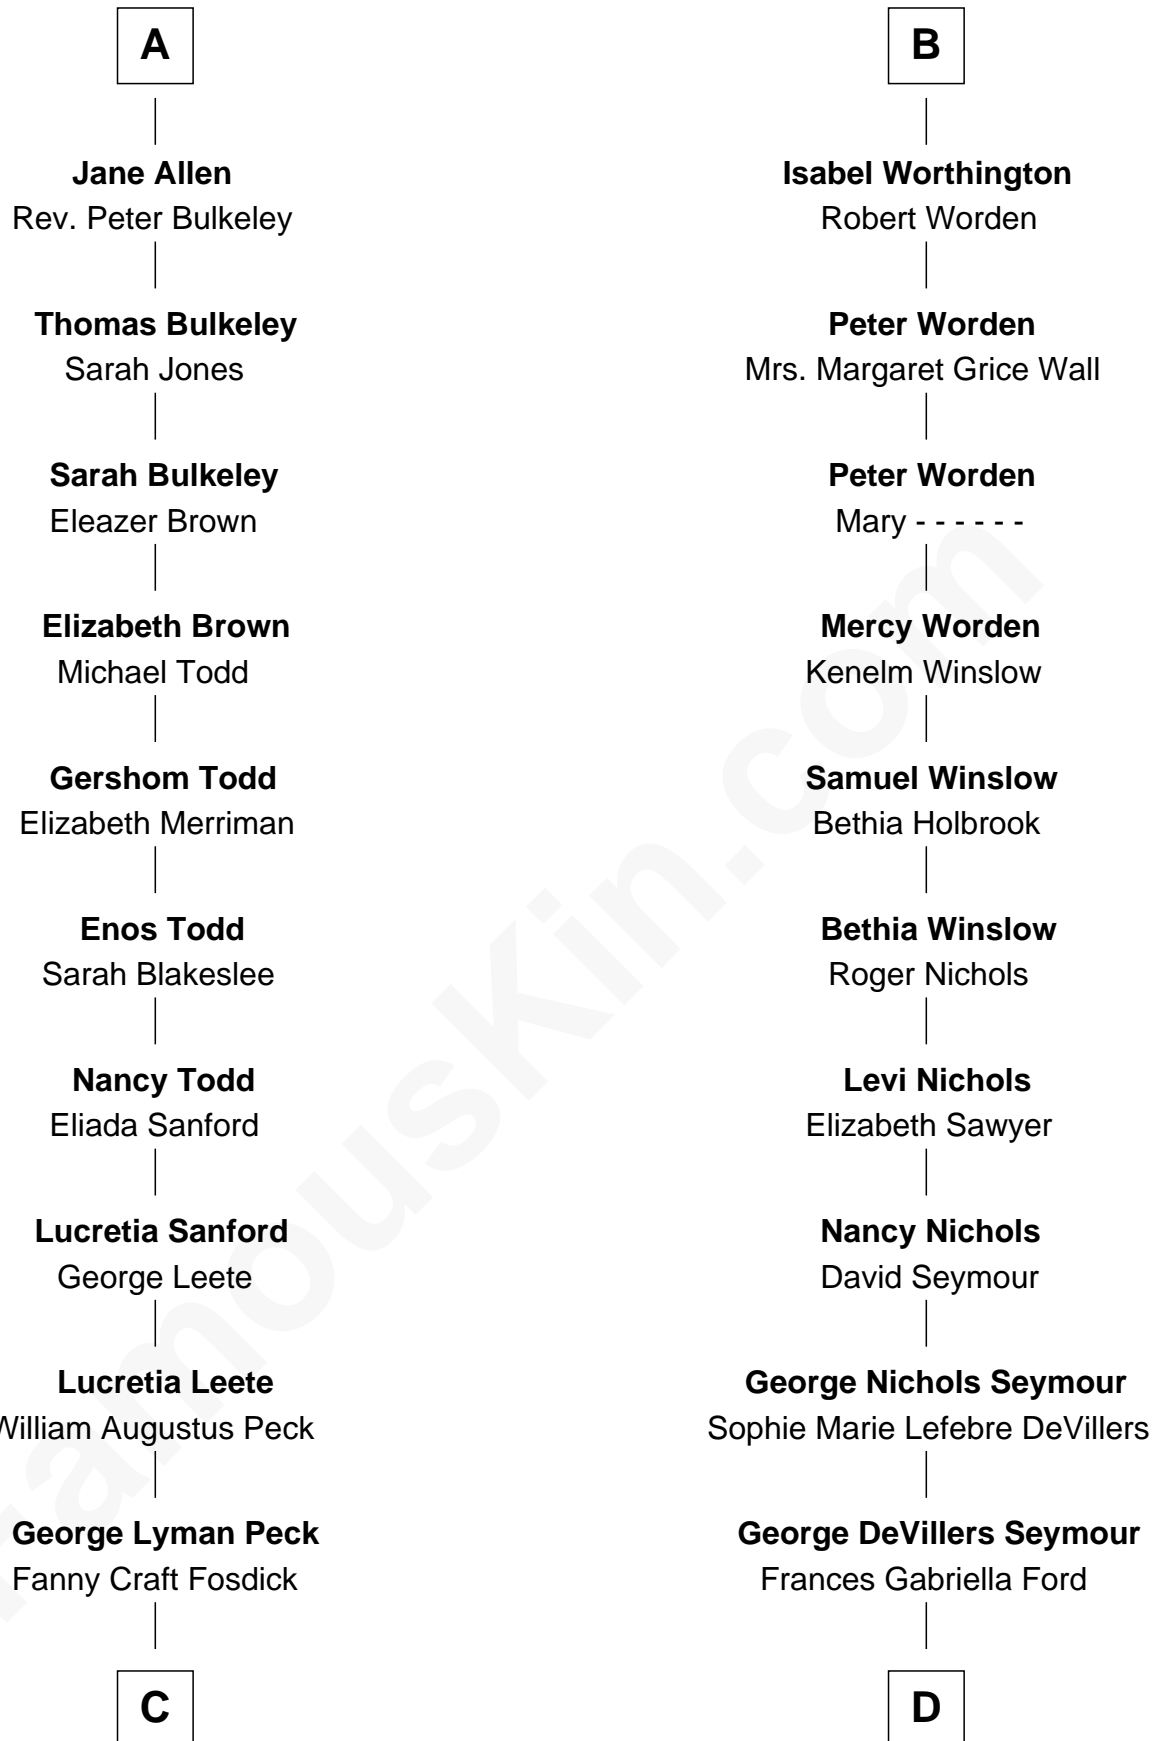 A
Jane Allen
Rev. Peter Bulkeley
Thomas Bulkeley
Sarah Jones
Sarah Bulkeley
Eleazer Brown
Elizabeth Brown
Michael Todd
Gershom Todd
Elizabeth Merriman
Enos Todd
Sarah Blakeslee
Nancy Todd
Eliada Sanford
Lucretia Sanford
George Leete
Lucretia Leete
William Augustus Peck
George Lyman Peck
Fanny Craft Fosdick
C
B
Isabel Worthington
Robert Worden
Peter Worden
Mrs. Margaret Grice Wall
Peter Worden
Mary - - - - - -
Mercy Worden
Kenelm Winslow
Samuel Winslow
Bethia Holbrook
Bethia Winslow
Roger Nichols
Levi Nichols
Elizabeth Sawyer
Nancy Nichols
David Seymour
George Nichols Seymour
Sophie Marie Lefebre DeVillers
George DeVillers Seymour
Frances Gabriella Ford
D
FamousKin.com